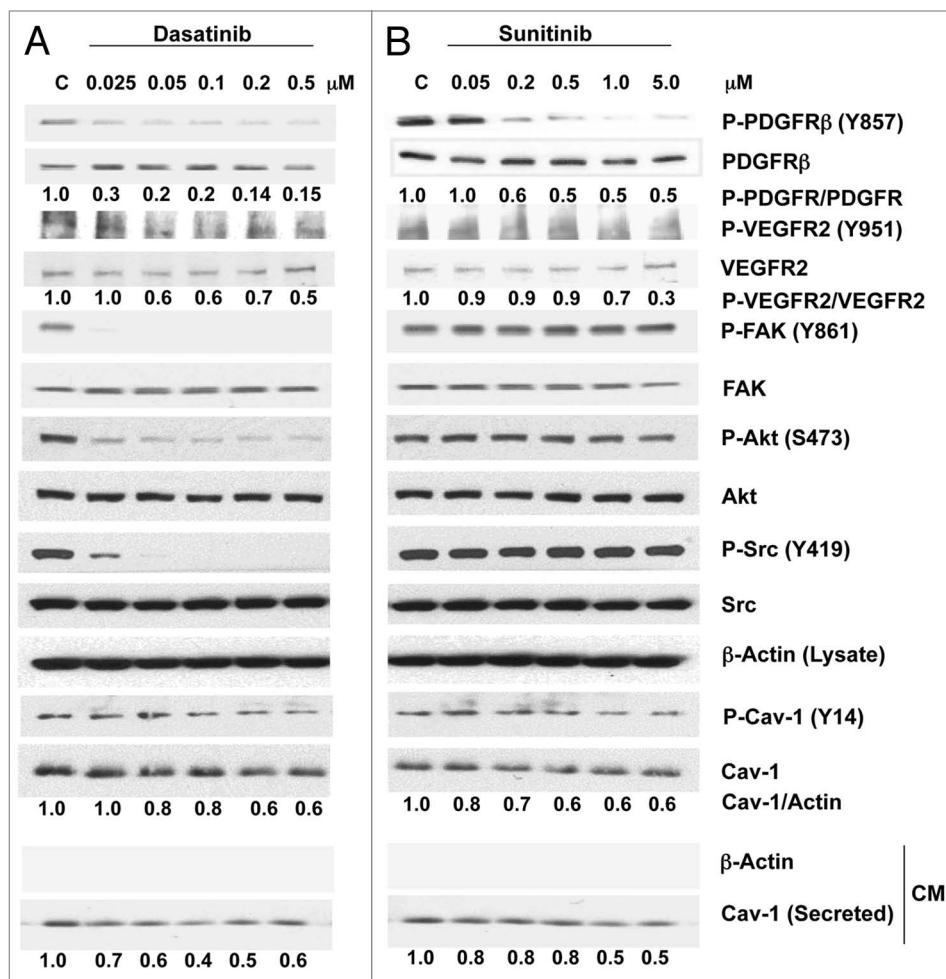 A Dasatinib
C 0.025 0.05 0.1 0.2 0.5 μM
1.0 0.3 0.2 0.2 0.14 0.15
1.0 1.0 0.6 0.6 0.7 0.5
1.0 1.0 0.8 0.8 0.6 0.6
1.0 0.7 0.6 0.4 0.5 0.6
B Sunitinib
C 0.05 0.2 0.5 1.0 5.0 μM
P-PDGFRβ (Y857)
PDGFRβ
1.0 1.0 0.6 0.5 0.5 0.5 P-PDGFR/PDGFR
P-VEGFR2 (Y951)
VEGFR2
1.0 0.9 0.9 0.9 0.7 0.3 P-VEGFR2/VEGFR2
P-FAK (Y861)
FAK
P-Akt (S473)
Akt
P-Src (Y419)
Src
β-Actin (Lysate)
P-Cav-1 (Y14)
Cav-1
1.0 0.8 0.7 0.6 0.6 0.6 Cav-1/Actin
β-Actin
CM
Cav-1 (Secreted)
1.0 0.8 0.8 0.8 0.5 0.5